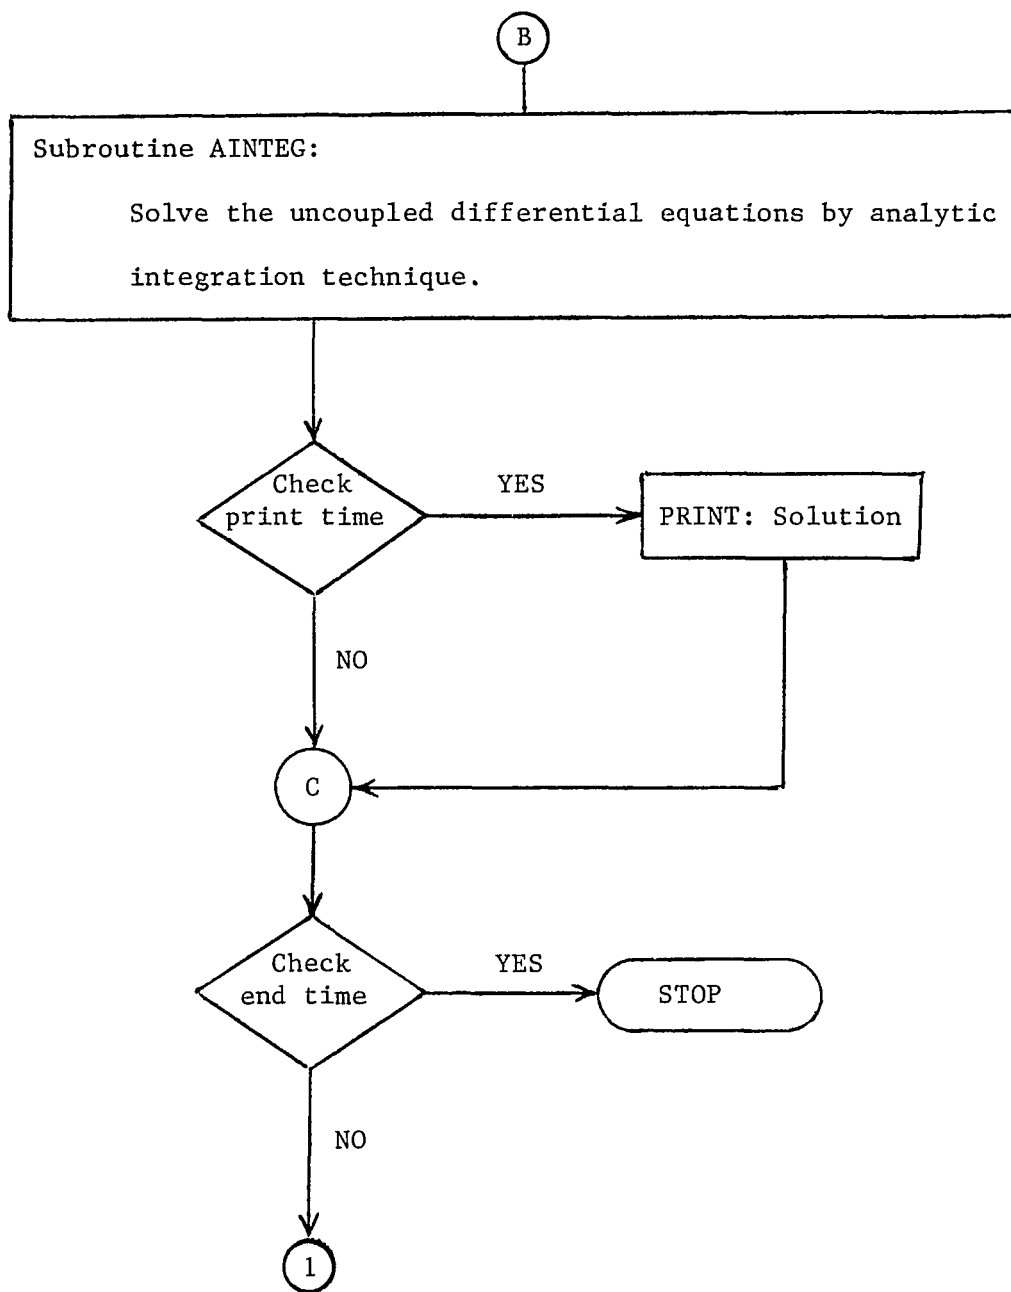 B
Subroutine AINTEG:
Solve the uncoupled differential equations by analytic
integration technique.
Check
print time
YES
PRINT: Solution
NO
C
Check
end time
YES
STOP
NO
1